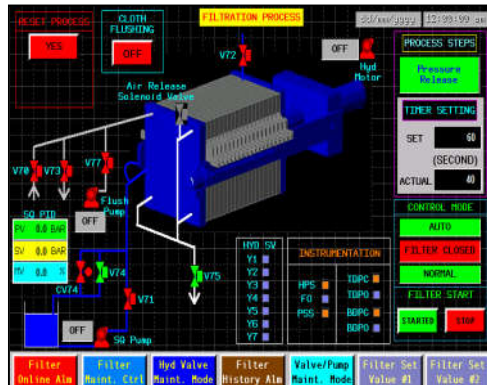 RESET PROCESS
YES
CLOTH
FLUSHING
OFF
FILTRATION PROCESS
dd/mm/yyyy
12:38:09 am
V72
OFF
Hyd
Motor
Air Release
Solenoid Valve
PROCESS STEPS
Pressure
Release
TIMER SETTING
SET
60
(SECOND)
ACTUAL
40
V70
V73
V77
Flush
Pump
OFF
SQ PID
PV 0.0 BAR
SV 0.0 BAR
MV 0.0 %
CV74
V74
V71
V75
OFF
SQ Pump
HYD SV
Y1
Y2
Y3
Y4
Y5
Y6
Y7
INSTRUMENTATION
HPS
FO
PSS
TDPC
TDPO
BDPC
BDPO
CONTROL MODE
AUTO
FILTER CLOSED
NORMAL
FILTER START
STARTED
STOP
Filter
Online Alm
Filter
Maint. Ctrl
Hyd Valve
Maint. Mode
Filter
History Alm
Valve/Pump
Maint. Mode
Filter Set
Value #1
Filter Set
Value #2